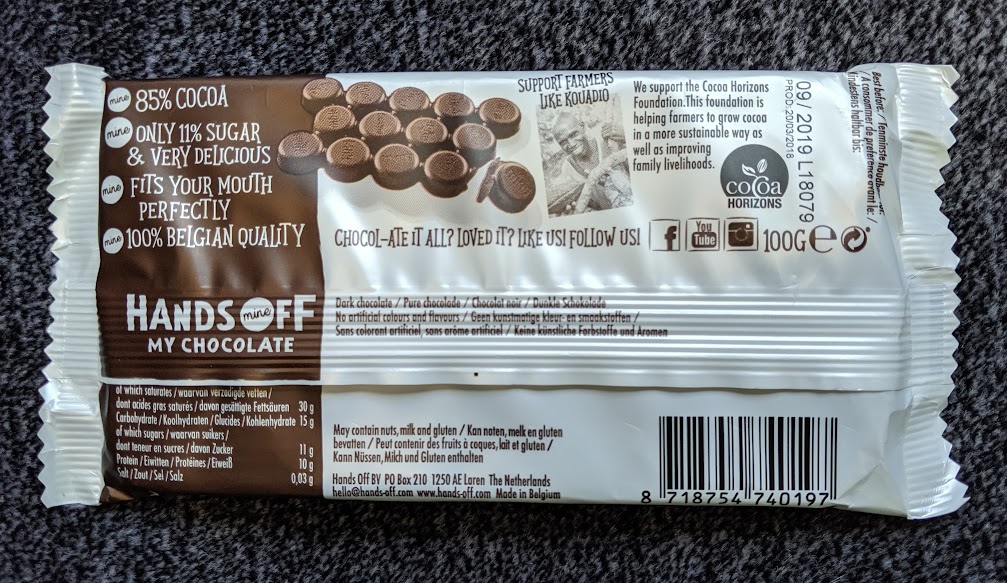 mine 85% COCOA
mine ONLY 11% SUGAR
& VERY DELICIOUS
mine FITS YOUR MOUTH
PERFECTLY
mine 100% BELGIAN QUALITY
SUPPORT FARMERS
LIKE KOUADIO
We support the Cocoa Horizons
Foundation.This foundation is
helping farmers to grow cocoa
in a more sustainable way as
well as improving
family livelihoods.
cocoa
HORIZONS
09/2019 L18079
PROD:20/03/2018
Best before: / Tenminste
/ A consommer de préférence avant le: /
Mindestens haltbar bis:
CHOCOL-ATE IT ALL? LOVED IT? LIKE US! FOLLOW US!
f
You
Tube
100G e
HANDS mine OFF
MY CHOCOLATE
Dark chocolate / Pure chocolade / Chocolat noir / Dunkle Schokolade
No artificial colours and flavours / Geen kunstmatige kleur- en smaakstoffen /
Sans colorant artificiel, sans arôme artificiel / Keine künstliche Farbstoffe und Aromen
of which saturates / waarvan verzadigde vetten /
dont acides gras saturés / davon gesättigte Fettsäuren 30 g
Carbohydrate / Koolhydraten / Glucides / Kohlenhydrate 15 g
of which sugars / waarvan suikers /
dont teneur en sucres / davon Zucker 11 g
Protein / Eiwitten / Protéines / Eiweiß 10 g
Salt / Zout / Sel / Salz 0,03 g
May contain nuts, milk and gluten / Kan noten, melk en gluten
bevatten / Peut contenir des fruits à coques, lait et gluten /
Kann Nüssen, Milch und Gluten enthalten
Hands Off BV PO Box 210 1250 AE Laren The Netherlands
hello@hands-off.com www.hands-off.com Made in Belgium
8 718754 740197